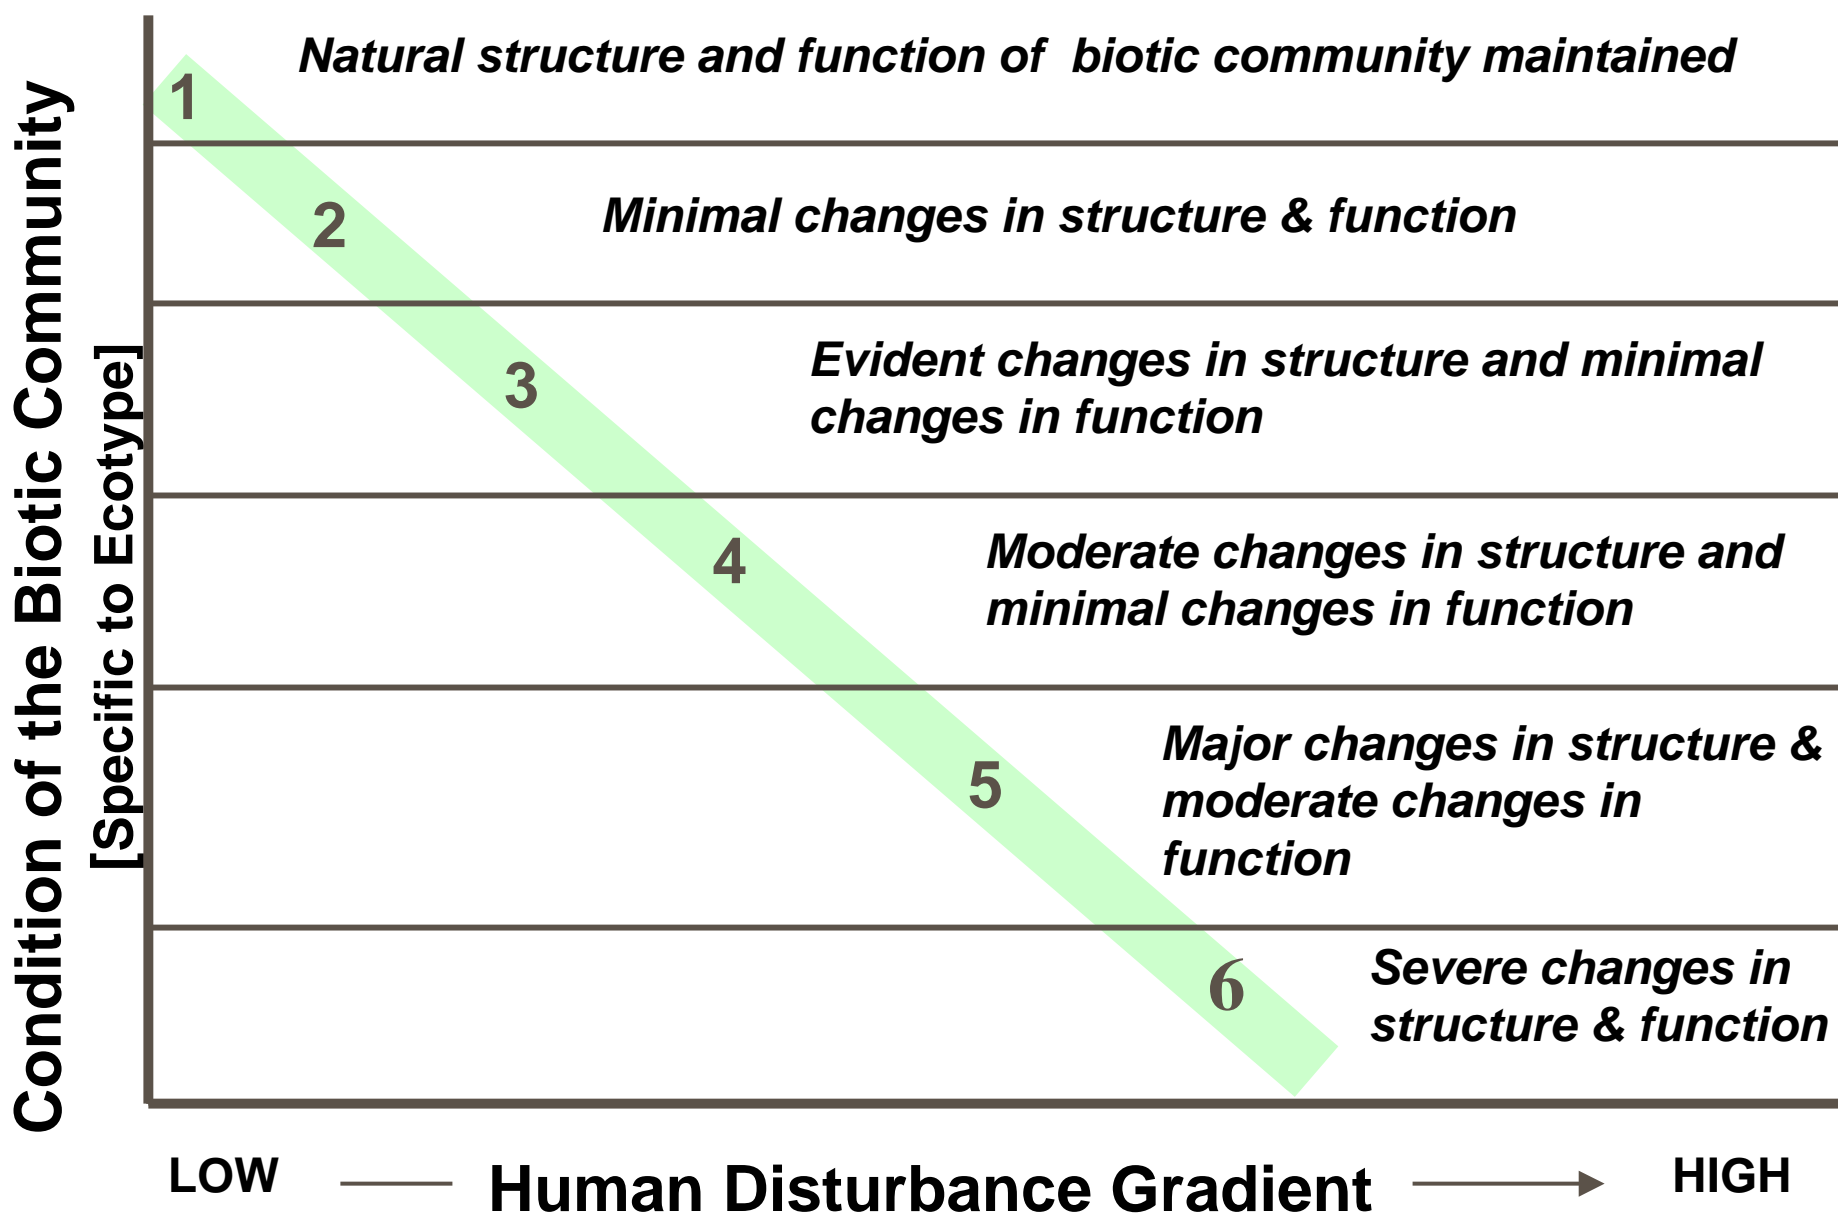 Condition of the Biotic Community
[Specific to Ecotype]
1
Natural structure and function of  biotic community maintained
2
Minimal changes in structure & function
3
Evident changes in structure and minimal
changes in function
4
Moderate changes in structure and
minimal changes in function
5
Major changes in structure &
moderate changes in
function
6
Severe changes in
structure & function
LOW
Human Disturbance Gradient
HIGH